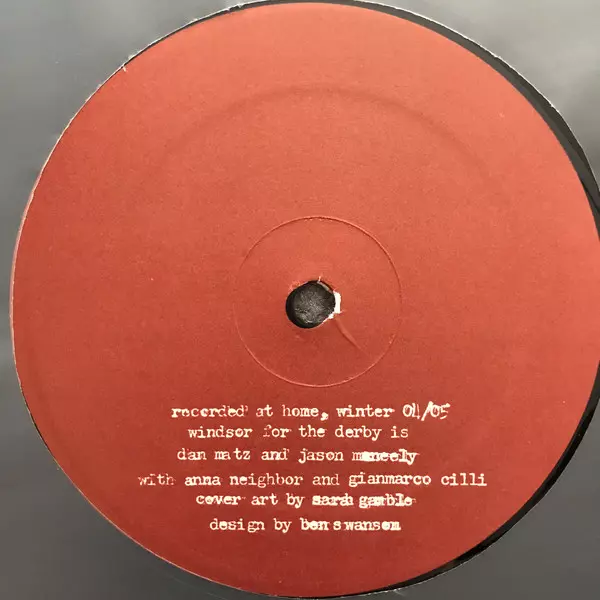 recorded at home, winter 04/05
windsor for the derby is
dan matz and jason mcneely
with anna neighbor and gianmarco cilli
cover art by sarah gamble
design by ben swanson